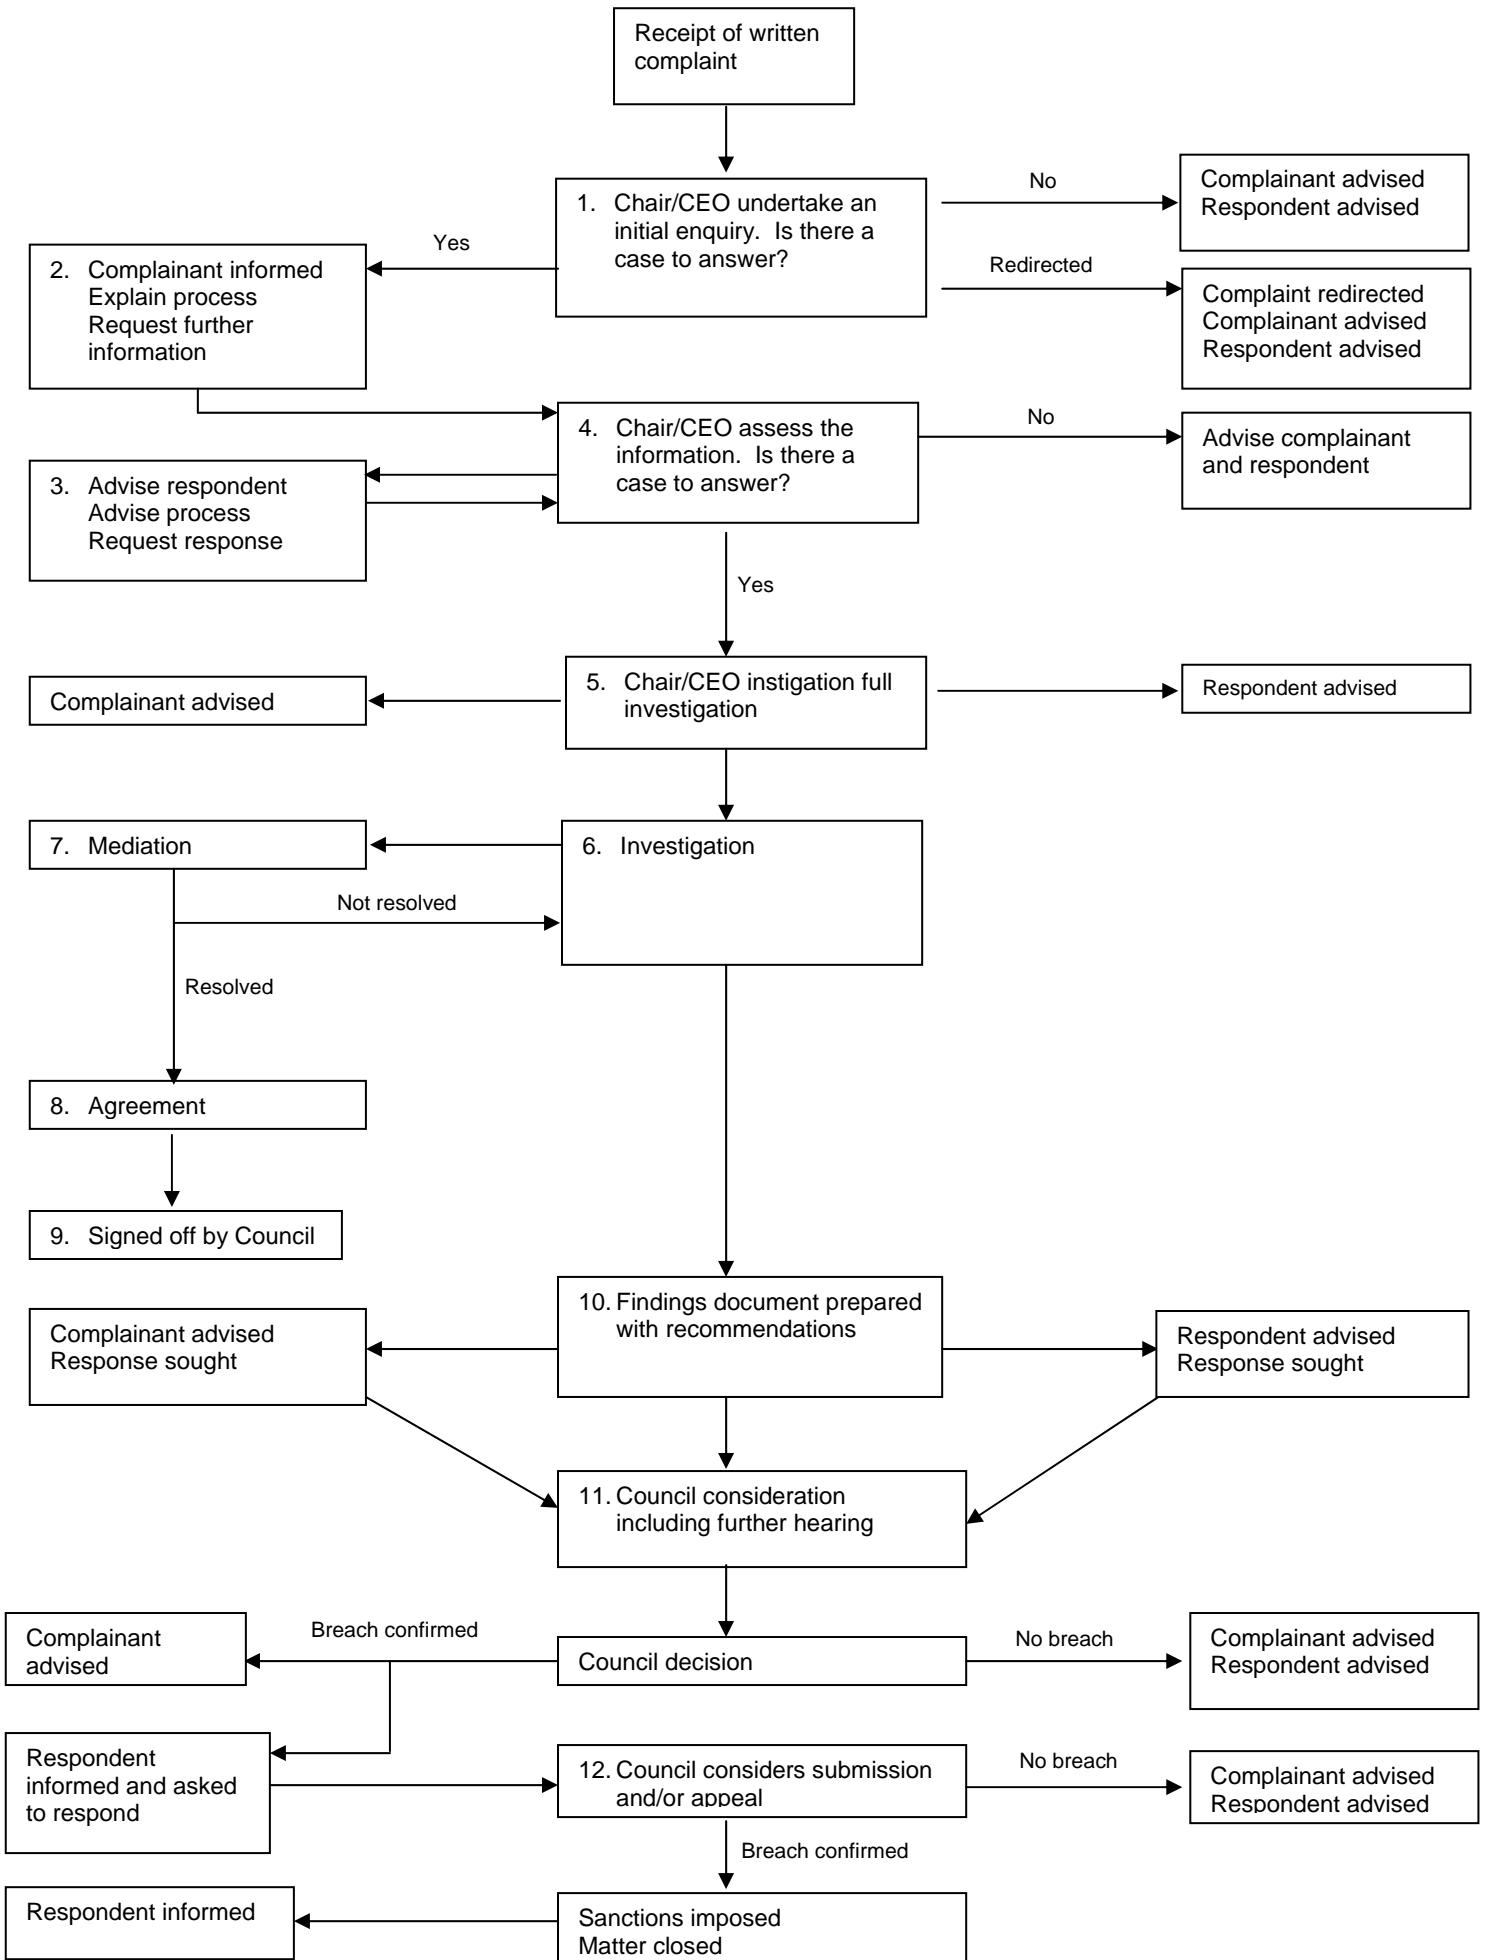 Receipt of written
complaint
No
Complainant advised
Respondent advised
1. Chair/CEO undertake an
initial enquiry. Is there a
case to answer?
Yes
Redirected
2. Complainant informed
Explain process
Request further
information
Complaint redirected
Complainant advised
Respondent advised
4. Chair/CEO assess the
information. Is there a
case to answer?
No
Advise complainant
and respondent
3. Advise respondent
Advise process
Request response
Yes
Complainant advised
5. Chair/CEO instigation full
investigation
Respondent advised
7. Mediation
6. Investigation
Not resolved
Resolved
8. Agreement
9. Signed off by Council
10. Findings document prepared
with recommendations
Complainant advised
Response sought
Respondent advised
Response sought
11. Council consideration
including further hearing
Complainant
advised
Breach confirmed
Council decision
No breach
Complainant advised
Respondent advised
Respondent
informed and asked
to respond
12. Council considers submission
and/or appeal
No breach
Complainant advised
Respondent advised
Breach confirmed
Respondent informed
Sanctions imposed
Matter closed